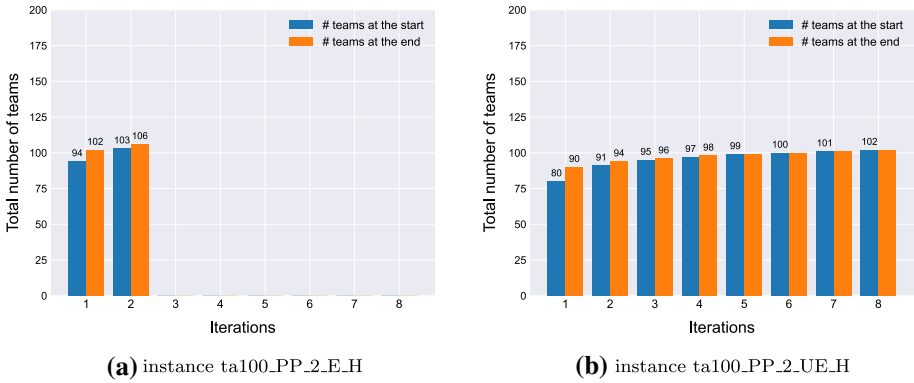 200
175
150
125
100
75
50
25
0
Total number of teams
# teams at the start
# teams at the end
94 102 103 106
1 2 3 4 5 6 7 8
Iterations
(a) instance ta100_PP_2_E_H
200
175
150
125
100
75
50
25
0
Total number of teams
# teams at the start
# teams at the end
80 90 91 94 95 96 97 98 99 100 101 102
1 2 3 4 5 6 7 8
Iterations
(b) instance ta100_PP_2_UE_H